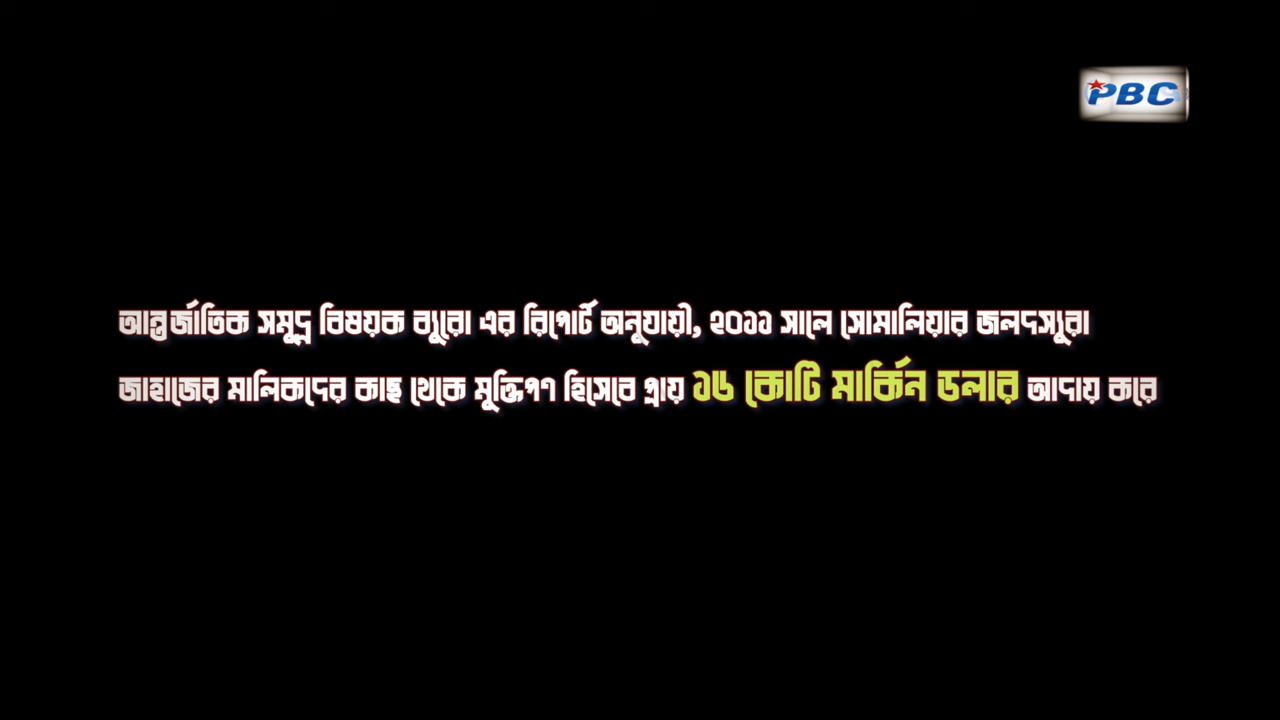 PBC
আন্তর্জাতিক সমুদ্র বিষয়ক ব্যুরো এর রিপোর্ট অনুযায়ী, ২০১১ সালে সোমালিয়ার জলদস্যুরা
জাহাজের মালিকদের কাছ থেকে মুক্তিপণ হিসেবে প্রায় ১৬ কোটি মার্কিন ডলার আদায় করে